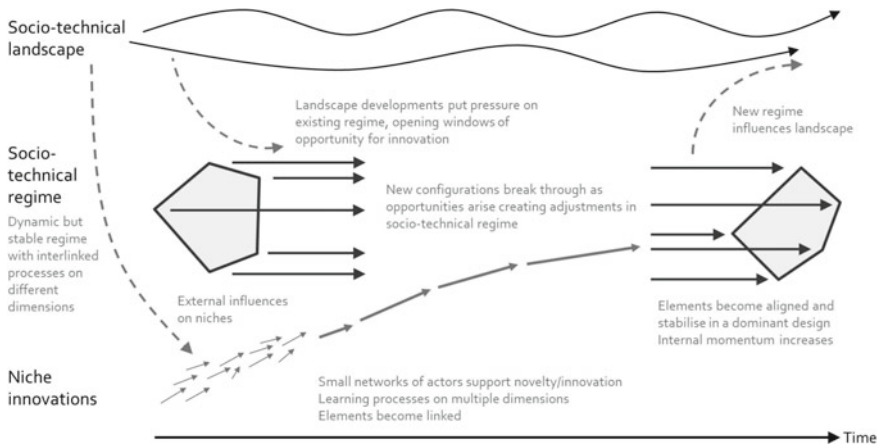 Socio-technical
landscape
Landscape developments put pressure on
existing regime, opening windows of
opportunity for innovation
New regime
influences landscape
Socio-
technical
regime
Dynamic but
stable regime
with interlinked
processes on
different
dimensions
New configurations break through as
opportunities arise creating adjustments in
socio-technical regime
External influences
on niches
Elements become aligned and
stabilise in a dominant design
Internal momentum increases
Niche
innovations
Small networks of actors support novelty/innovation
Learning processes on multiple dimensions
Elements become linked
Time